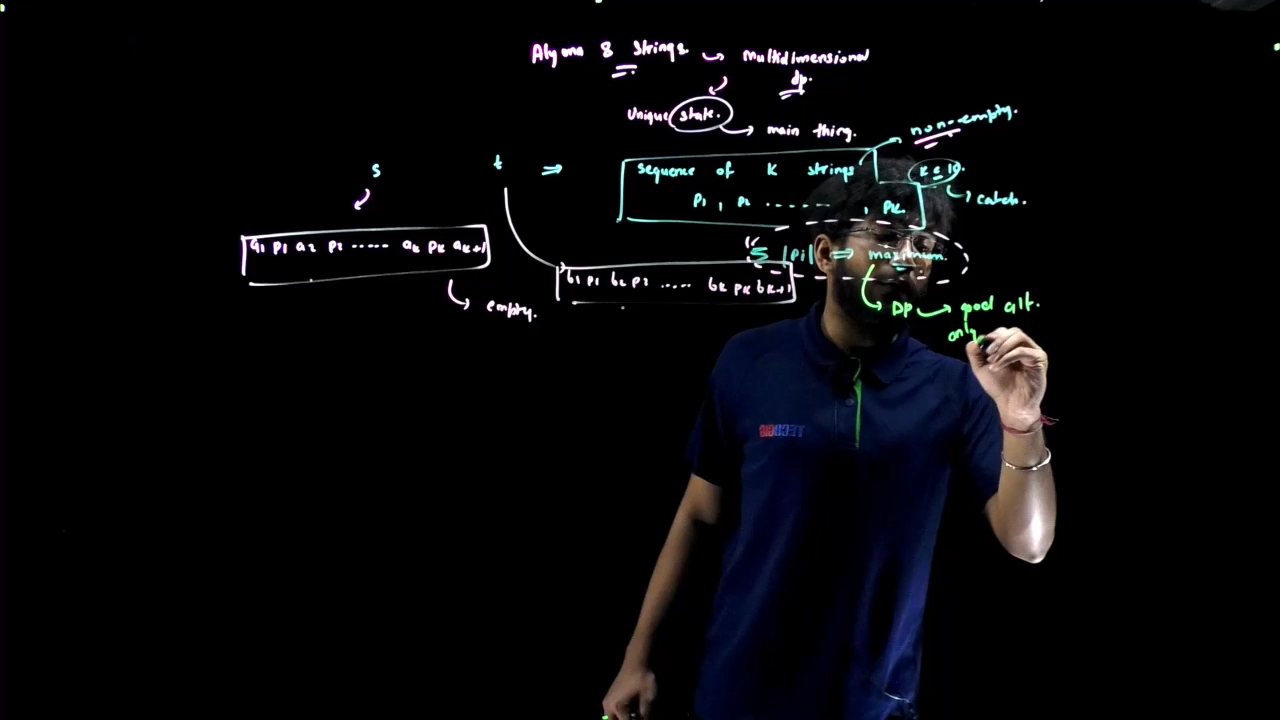 Alyona & Strings → multidimensional
dp.
Unique state.
→ main thing.
non-empty.
s t ⇒ sequence of K strings K ≤ 10.
P1 , P2 ........ , PK.
→ catch.
a1 P1 a2 P2 ..... aK PK aK+1
Σ |Pi| ⇒ maximum.
b1 P1 b2 P2 ..... bK PK bK+1
→ empty.
→ DP → good alt.
only
TECHGIG